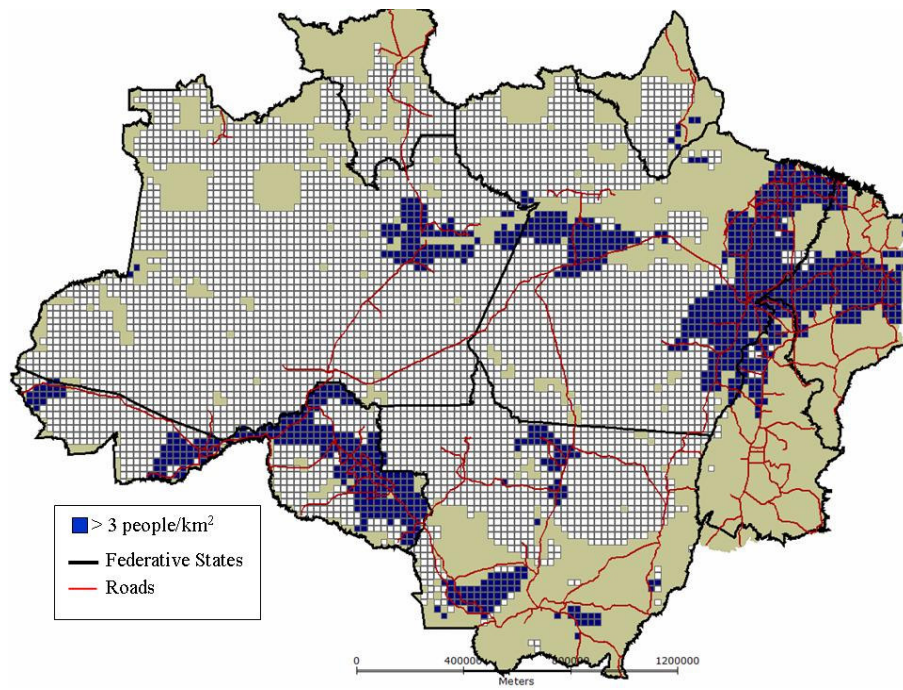 > 3 people/km²
Federative States
Roads
0 400000 800000 1200000
Meters